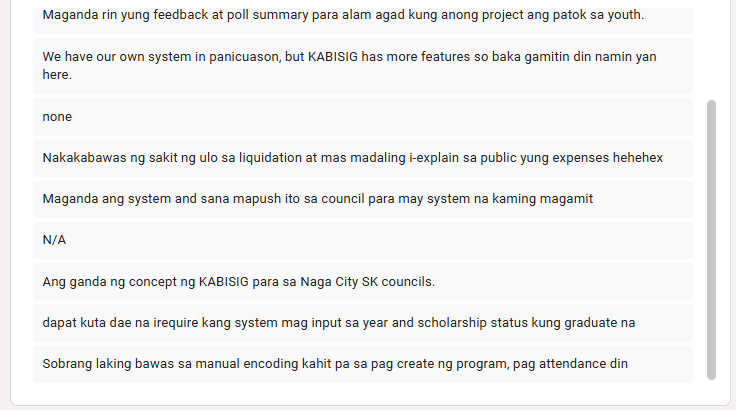 Maganda rin yung feedback at poll summary para alam agad kung anong project ang patok sa youth.
We have our own system in panicuason, but KABISIG has more features so baka gamitin din namin yan
here.
none
Nakakabawas ng sakit ng ulo sa liquidation at mas madaling i-explain sa public yung expenses hehehex
Maganda ang system and sana mapush ito sa council para may system na kaming magamit
N/A
Ang ganda ng concept ng KABISIG para sa Naga City SK councils.
dapat kuta dae na irequire kang system mag input sa year and scholarship status kung graduate na
Sobrang laking bawas sa manual encoding kahit pa sa pag create ng program, pag attendance din